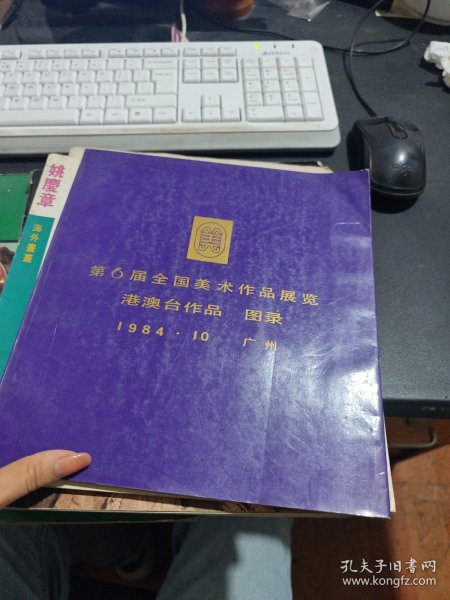 美
第6届全国美术作品展览
港澳台作品 图录
1984·10 广州
姚慶章
海外畫叢
A4TECH
孔夫子旧书网
www.kongfz.com